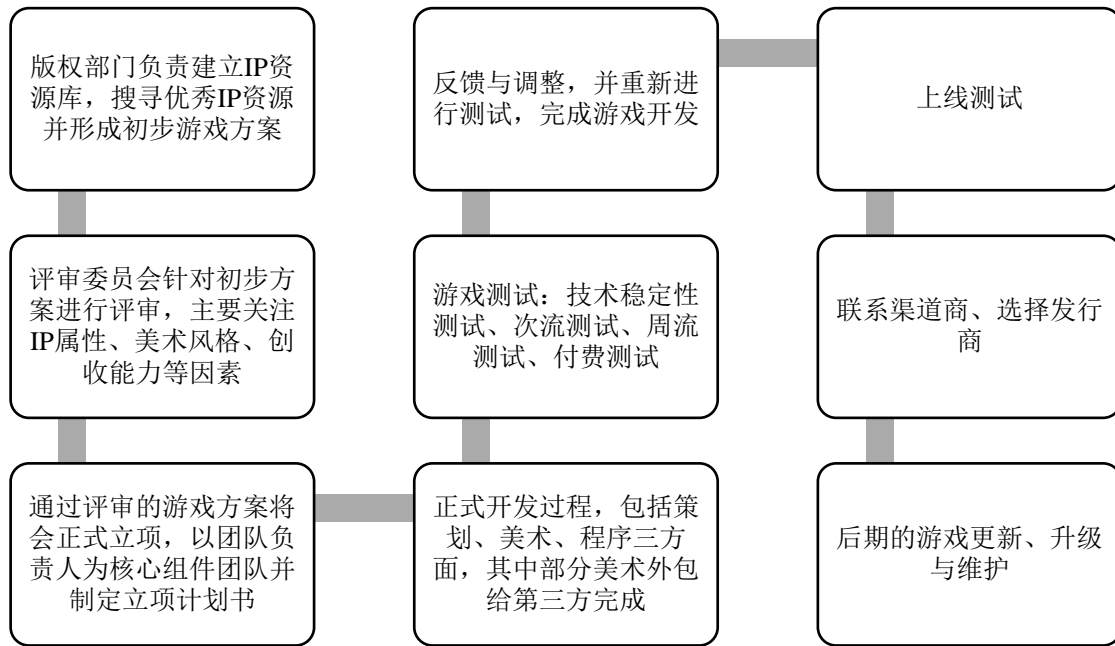 版权部门负责建立IP资
源库，搜寻优秀IP资源
并形成初步游戏方案
评审委员会针对初步方
案进行评审，主要关注
IP属性、美术风格、创
收能力等因素
通过评审的游戏方案将
会正式立项，以团队负
责人为核心组件团队并
制定立项计划书
正式开发过程，包括策
划、美术、程序三方
面，其中部分美术外包
给第三方完成
游戏测试：技术稳定性
测试、次流测试、周流
测试、付费测试
反馈与调整，并重新进
行测试，完成游戏开发
上线测试
联系渠道商、选择发行
商
后期的游戏更新、升级
与维护